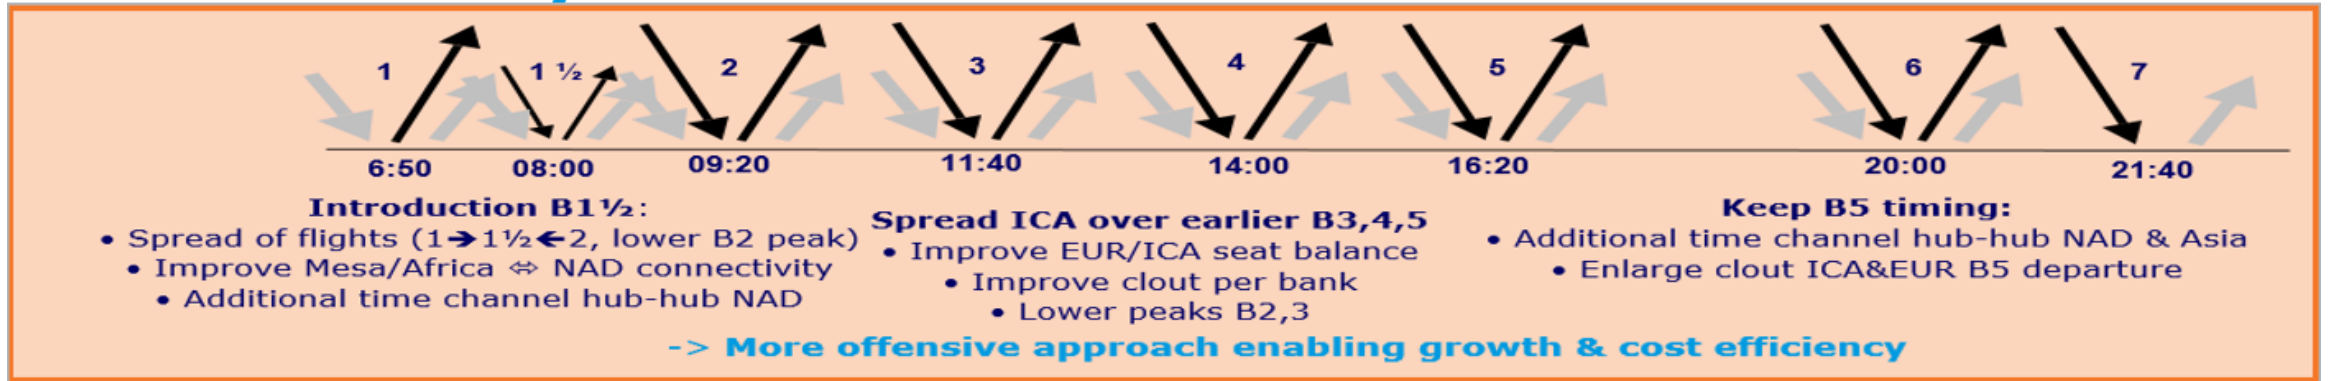 1
1 ½
2
3
4
5
6
7
6:50
08:00
09:20
11:40
14:00
16:20
20:00
21:40
Introduction B1½:
• Spread of flights (1➔1½🡰2, lower B2 peak)
• Improve Mesa/Africa ⇔ NAD connectivity
• Additional time channel hub-hub NAD
Spread ICA over earlier B3,4,5
• Improve EUR/ICA seat balance
• Improve clout per bank
• Lower peaks B2,3
Keep B5 timing:
• Additional time channel hub-hub NAD & Asia
• Enlarge clout ICA&EUR B5 departure
-> More offensive approach enabling growth & cost efficiency